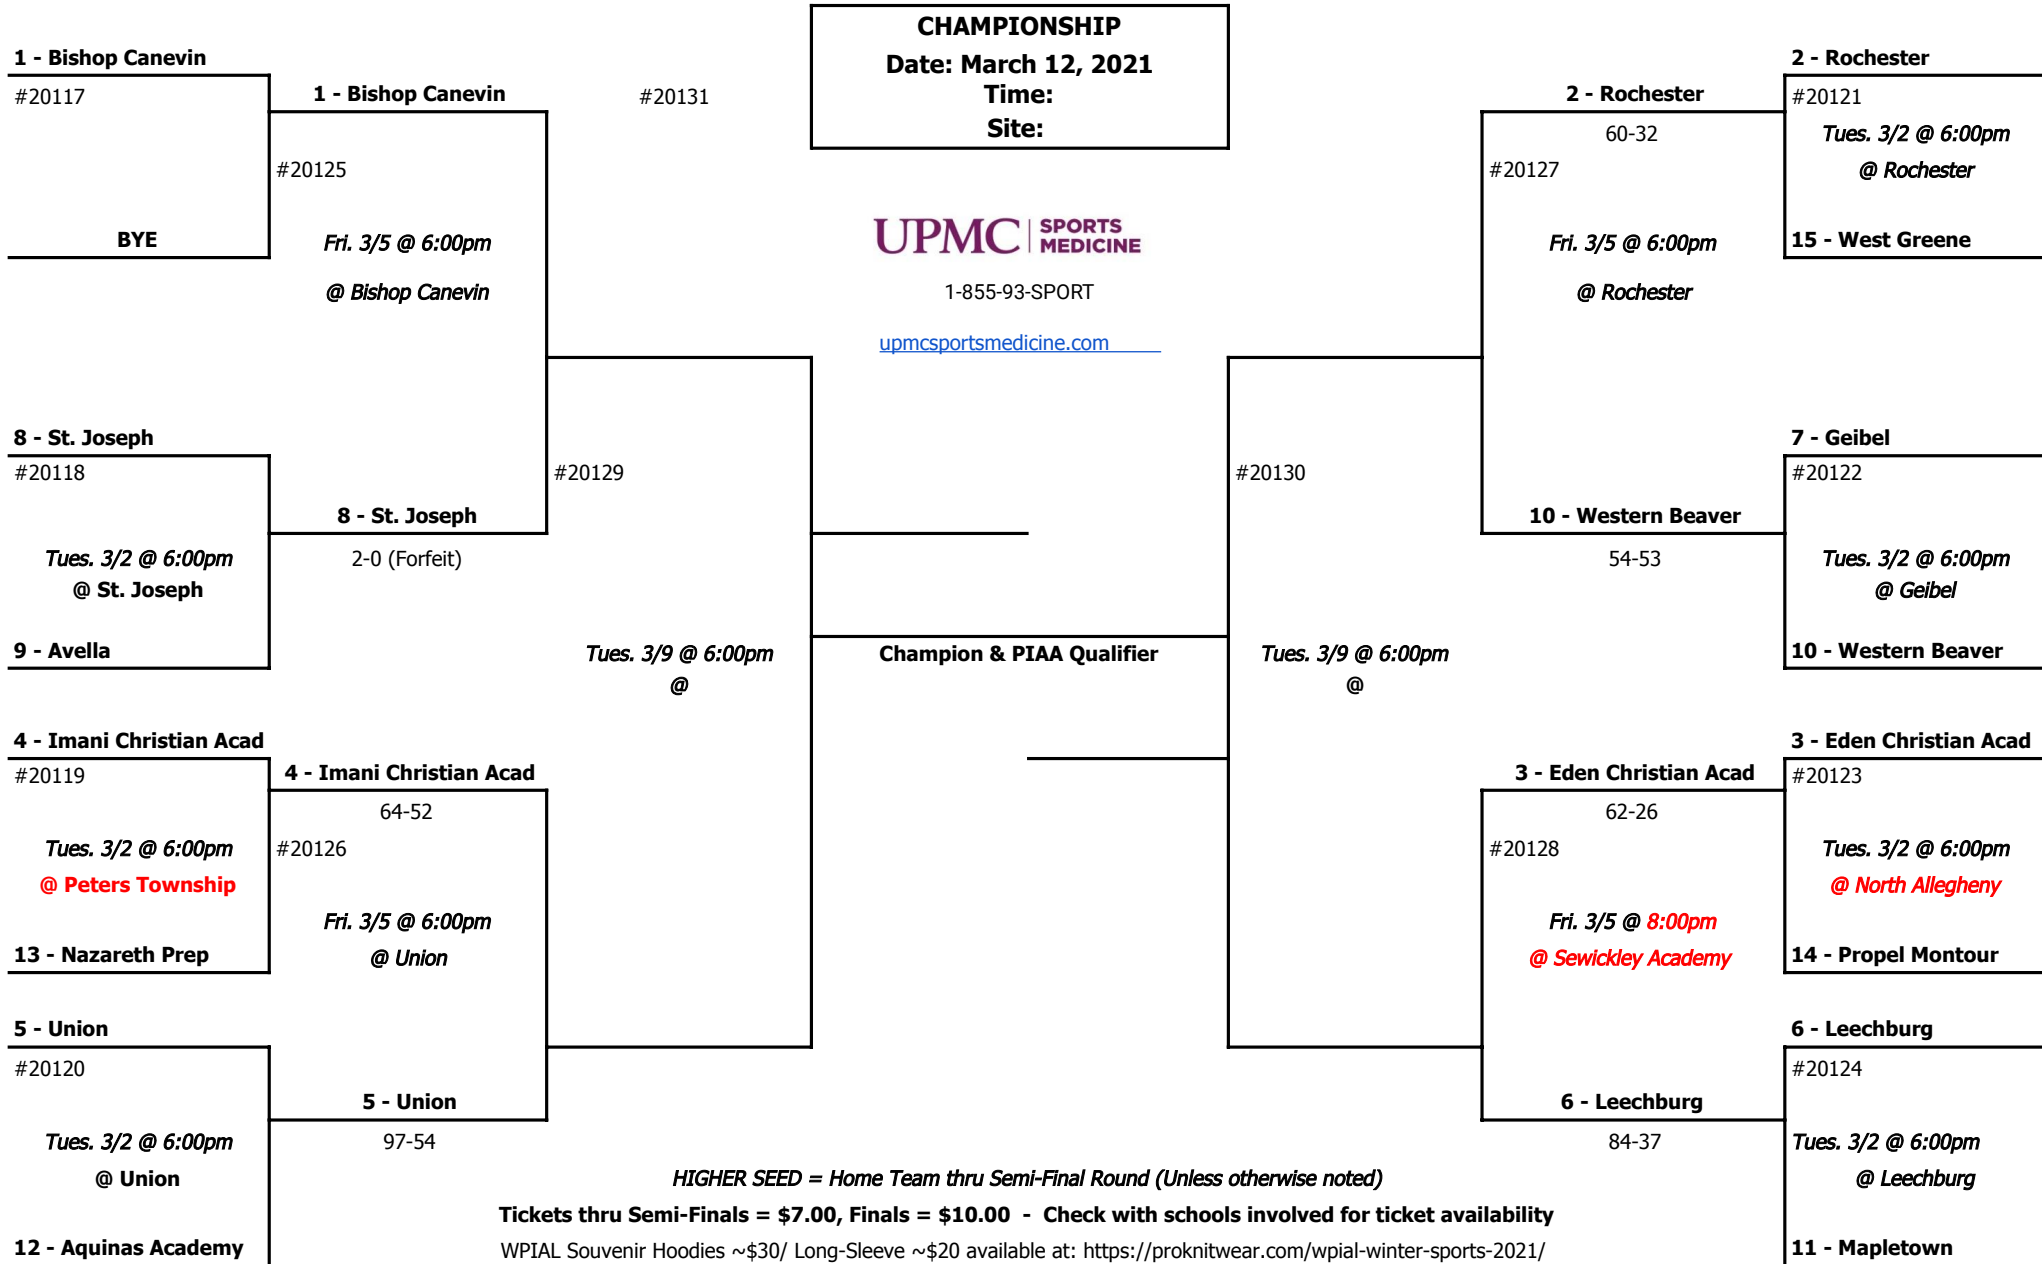 CHAMPIONSHIP
Date: March 12, 2021
Time:
Site:
1 - Bishop Canevin
#20117
BYE
8 - St. Joseph
#20118
Tues. 3/2 @ 6:00pm
@ St. Joseph
9 - Avella
4 - Imani Christian Acad
#20119
Tues. 3/2 @ 6:00pm
@ Peters Township
13 - Nazareth Prep
5 - Union
#20120
Tues. 3/2 @ 6:00pm
@ Union
12 - Aquinas Academy
1 - Bishop Canevin
#20125
Fri. 3/5 @ 6:00pm
@ Bishop Canevin
8 - St. Joseph
2-0 (Forfeit)
4 - Imani Christian Acad
64-52
#20126
Fri. 3/5 @ 6:00pm
@ Union
5 - Union
97-54
#20129
Tues. 3/9 @ 6:00pm
@
#20131
UPMC | SPORTS
MEDICINE
1-855-93-SPORT
upmcsportsmedicine.com
Champion & PIAA Qualifier
#20130
Tues. 3/9 @ 6:00pm
@
2 - Rochester
60-32
#20127
Fri. 3/5 @ 6:00pm
@ Rochester
10 - Western Beaver
54-53
3 - Eden Christian Acad
62-26
#20128
Fri. 3/5 @ 8:00pm
@ Sewickley Academy
6 - Leechburg
84-37
2 - Rochester
#20121
Tues. 3/2 @ 6:00pm
@ Rochester
15 - West Greene
7 - Geibel
#20122
Tues. 3/2 @ 6:00pm
@ Geibel
10 - Western Beaver
3 - Eden Christian Acad
#20123
Tues. 3/2 @ 6:00pm
@ North Allegheny
14 - Propel Montour
6 - Leechburg
#20124
Tues. 3/2 @ 6:00pm
@ Leechburg
11 - Mapletown
HIGHER SEED = Home Team thru Semi-Final Round (Unless otherwise noted)
Tickets thru Semi-Finals = $7.00, Finals = $10.00 - Check with schools involved for ticket availability
WPIAL Souvenir Hoodies ~$30/ Long-Sleeve ~$20 available at: https://proknitwear.com/wpial-winter-sports-2021/